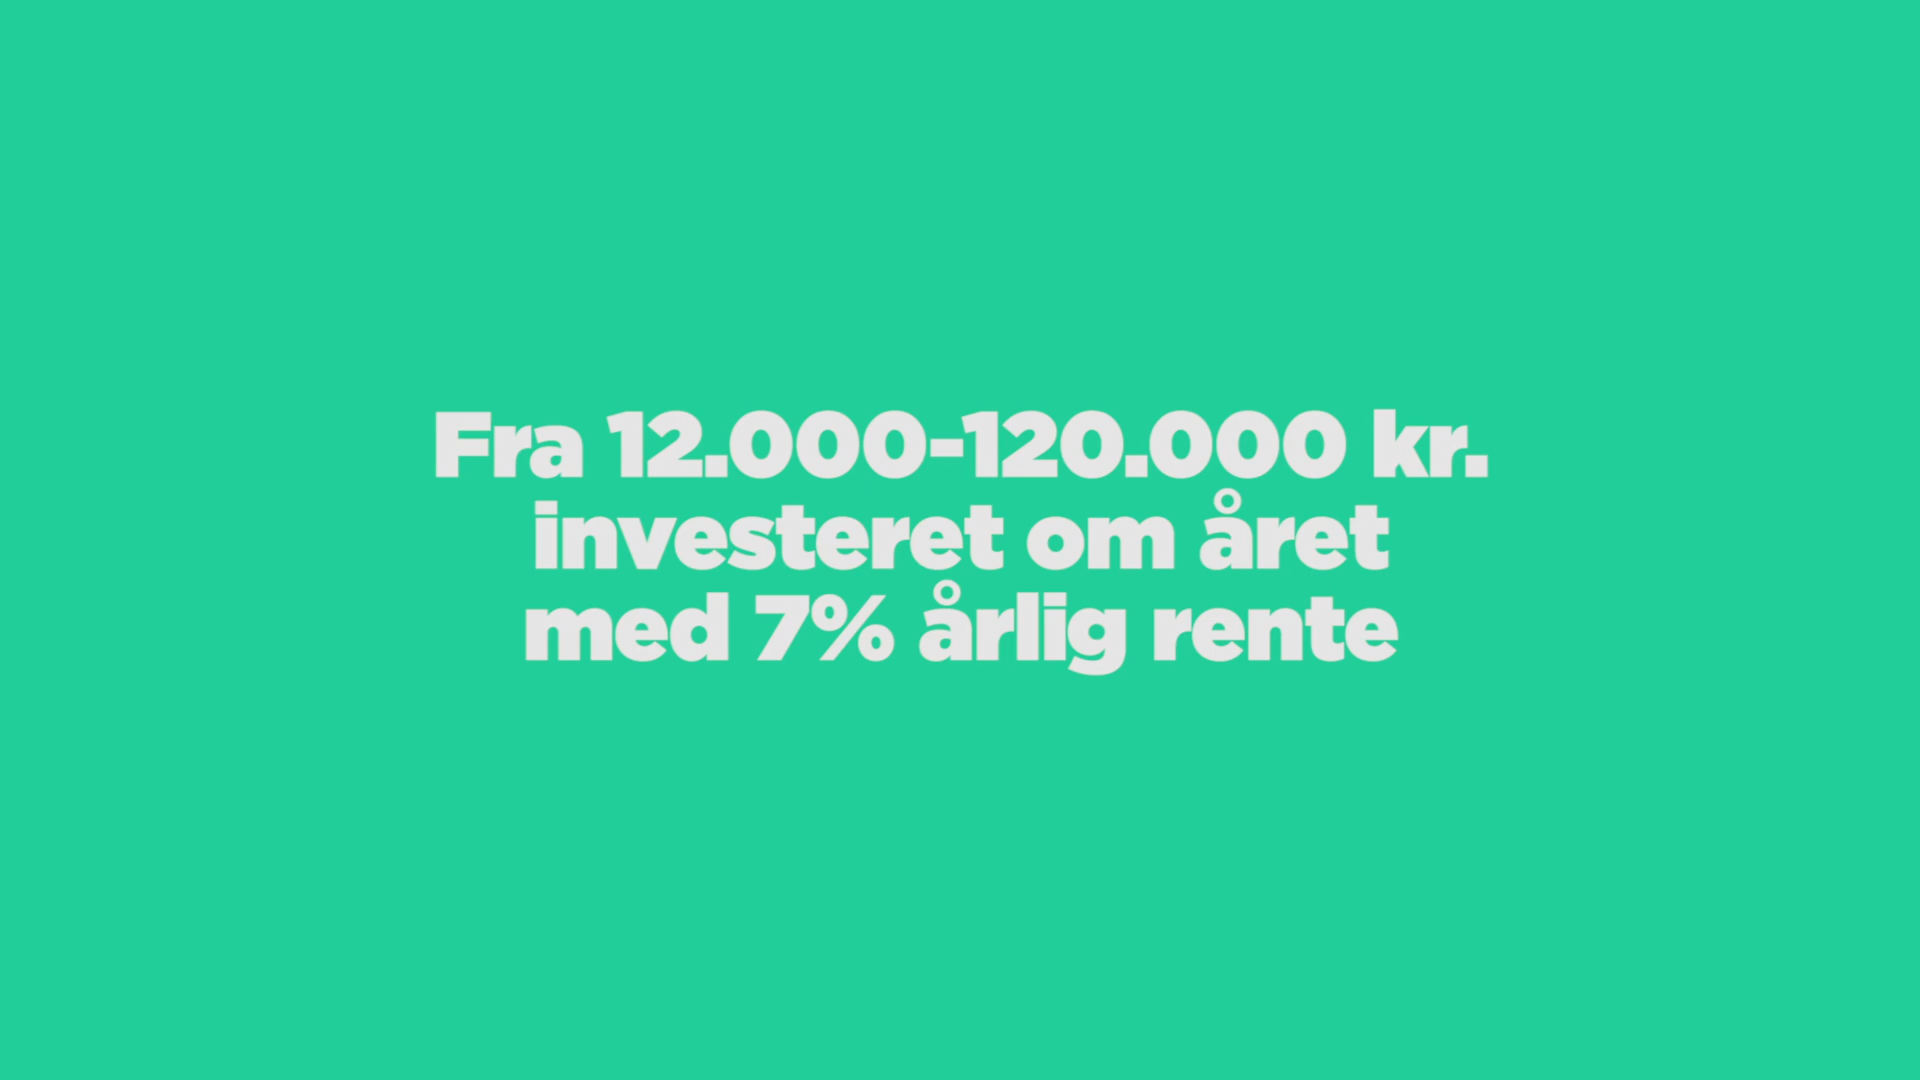 Fra 12.000-120.000 kr.
investeret om året
med 7% årlig rente